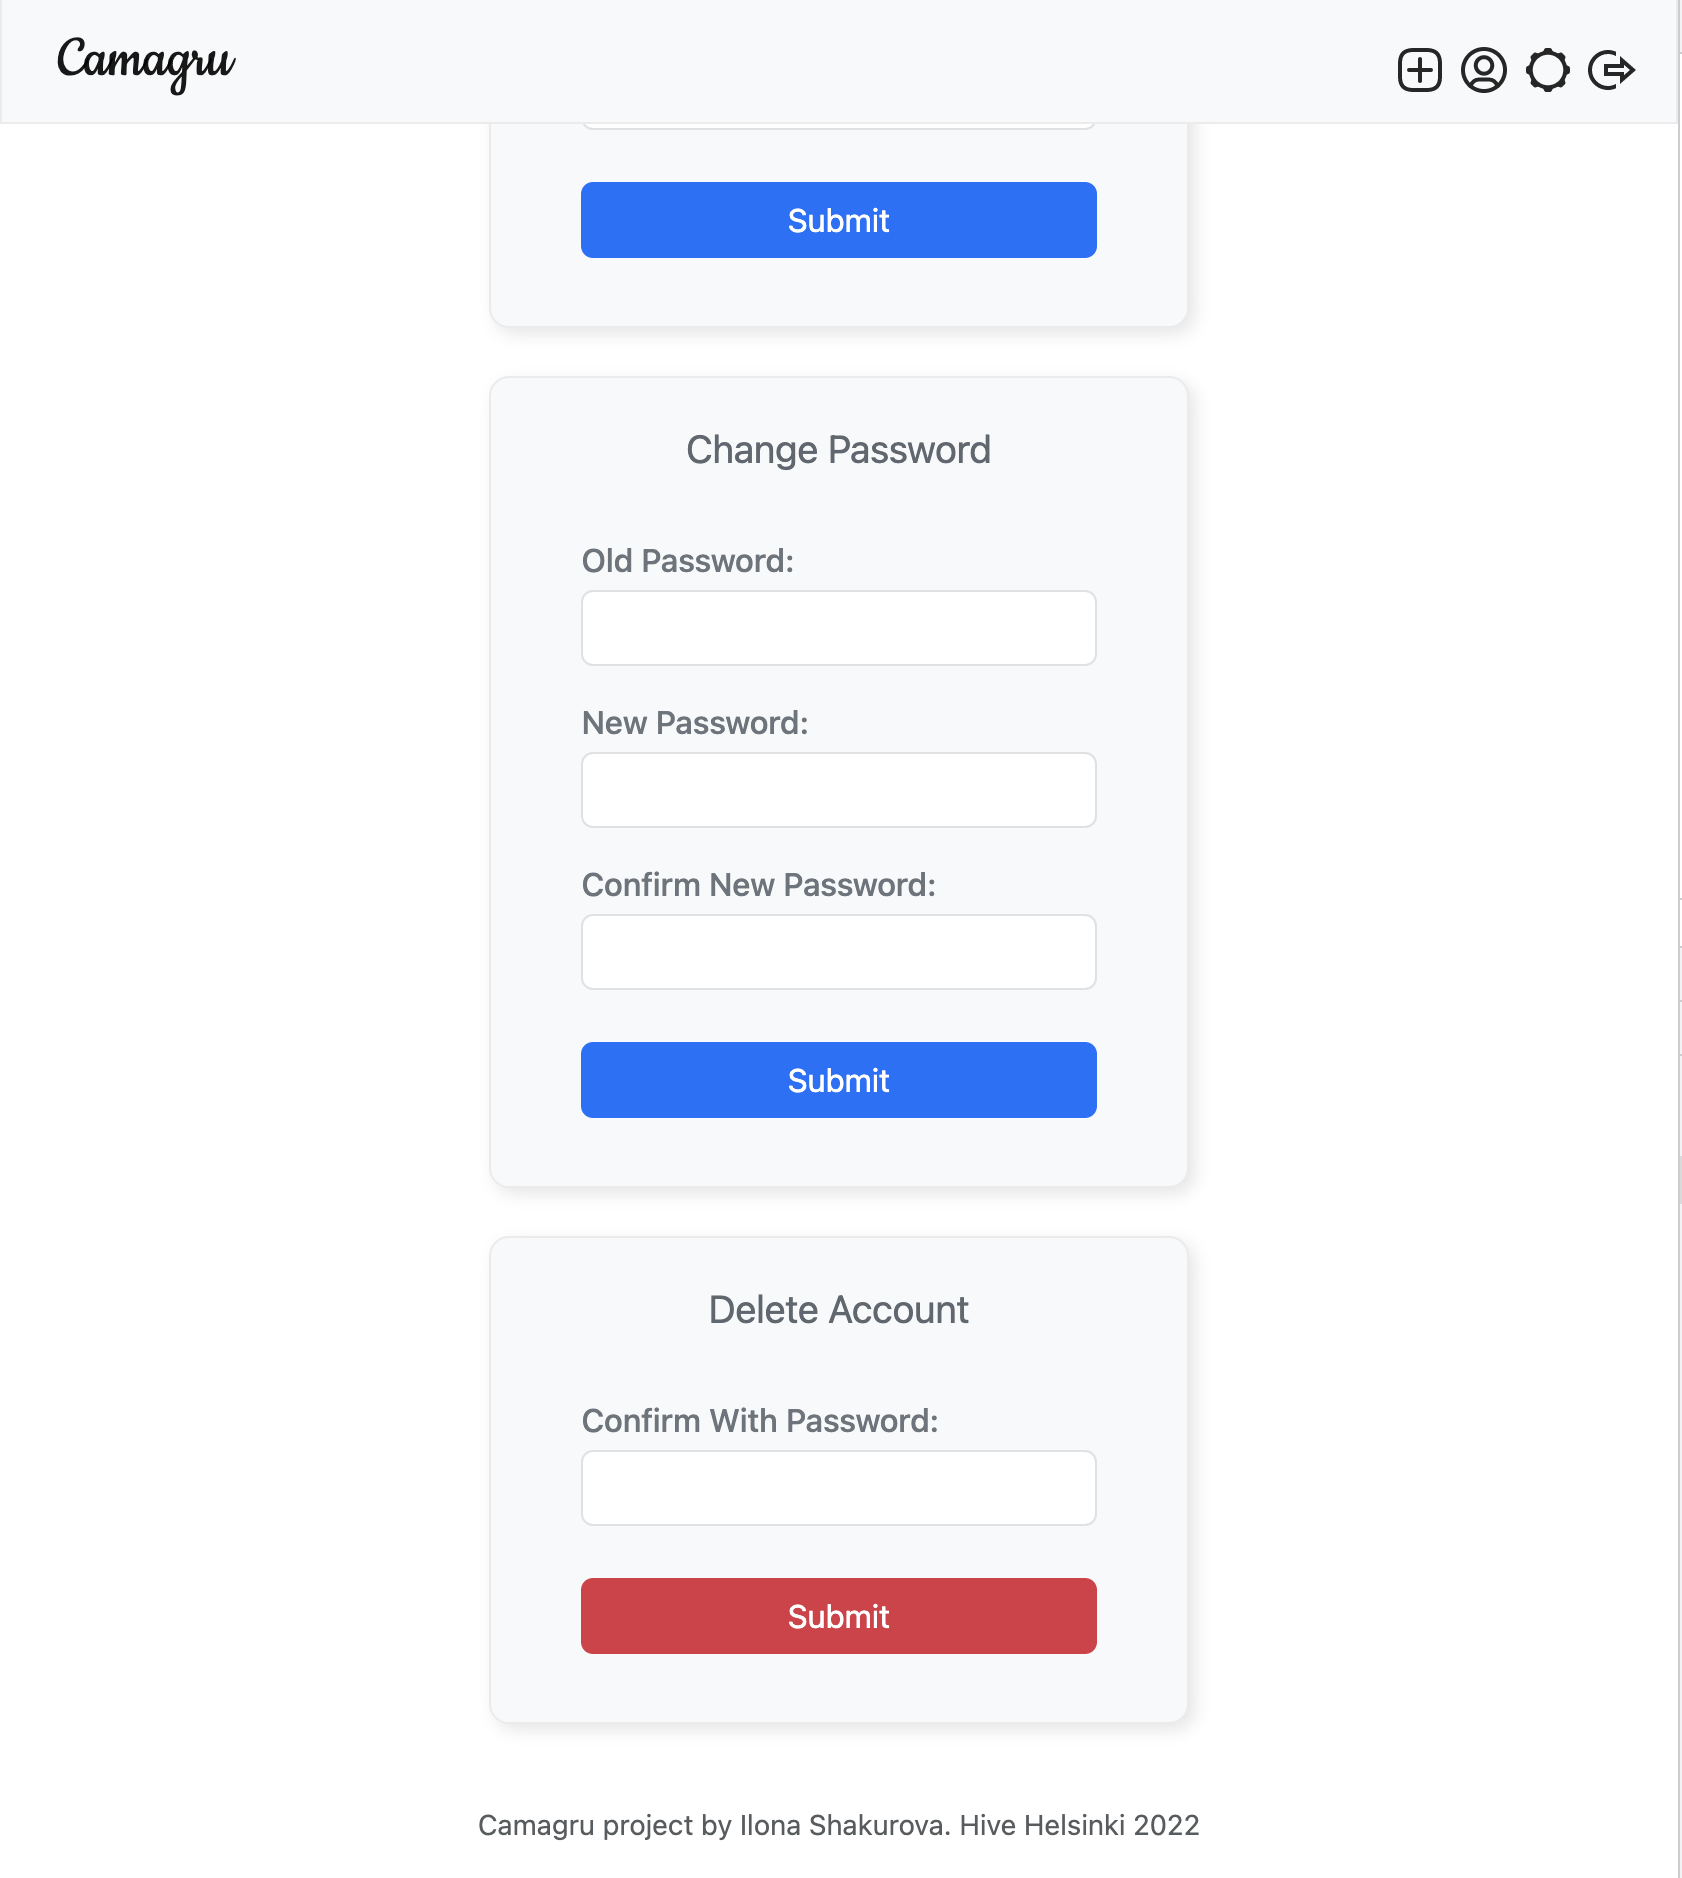 Camagru
Submit
Change Password
Old Password:
New Password:
Confirm New Password:
Submit
Delete Account
Confirm With Password:
Submit
Camagru project by Ilona Shakurova. Hive Helsinki 2022